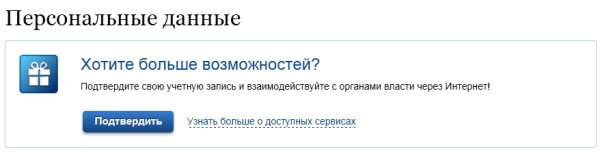 Персональные данные
Хотите больше возможностей?
Подтвердите свою учетную запись и взаимодействуйте с органами власти через Интернет!
Подтвердить Узнать больше о доступных сервисах